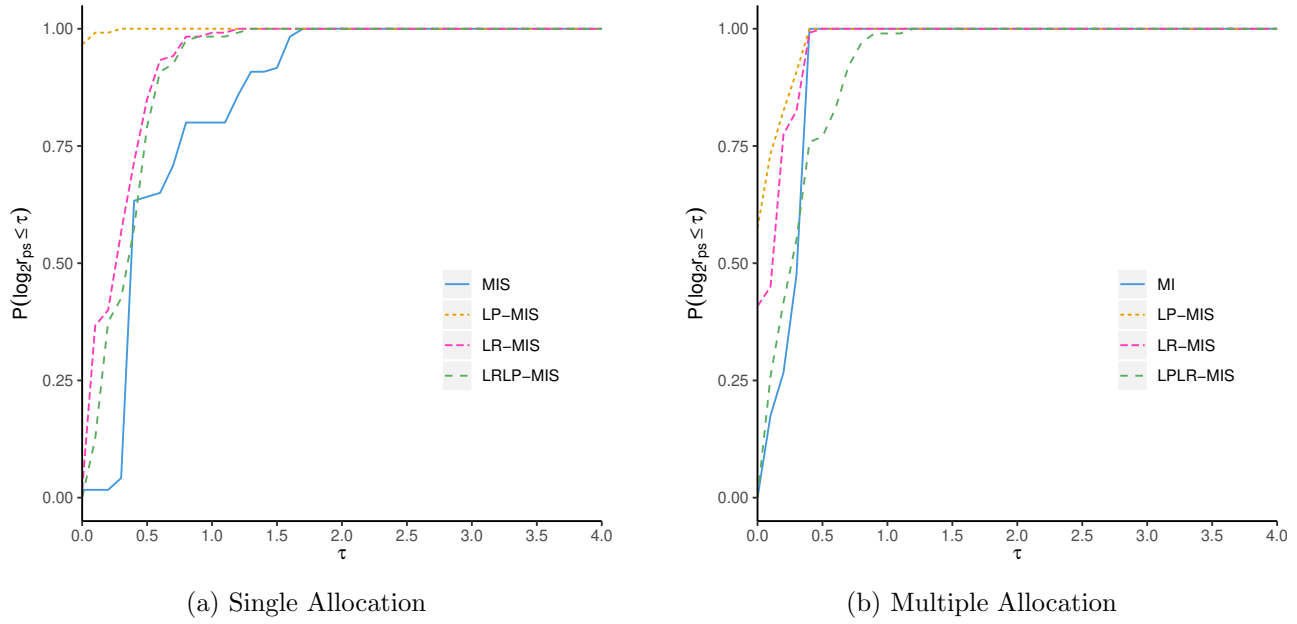 1.00
0.75
0.50
0.25
0.00
P(log₂rₚₛ ≤ τ)
0.0 0.5 1.0 1.5 2.0 2.5 3.0 3.5 4.0
τ
MIS
LP−MIS
LR−MIS
LRLP−MIS
(a) Single Allocation
1.00
0.75
0.50
0.25
0.00
P(log₂rₚₛ ≤ τ)
0.0 0.5 1.0 1.5 2.0 2.5 3.0 3.5 4.0
τ
MI
LP−MIS
LR−MIS
LPLR−MIS
(b) Multiple Allocation